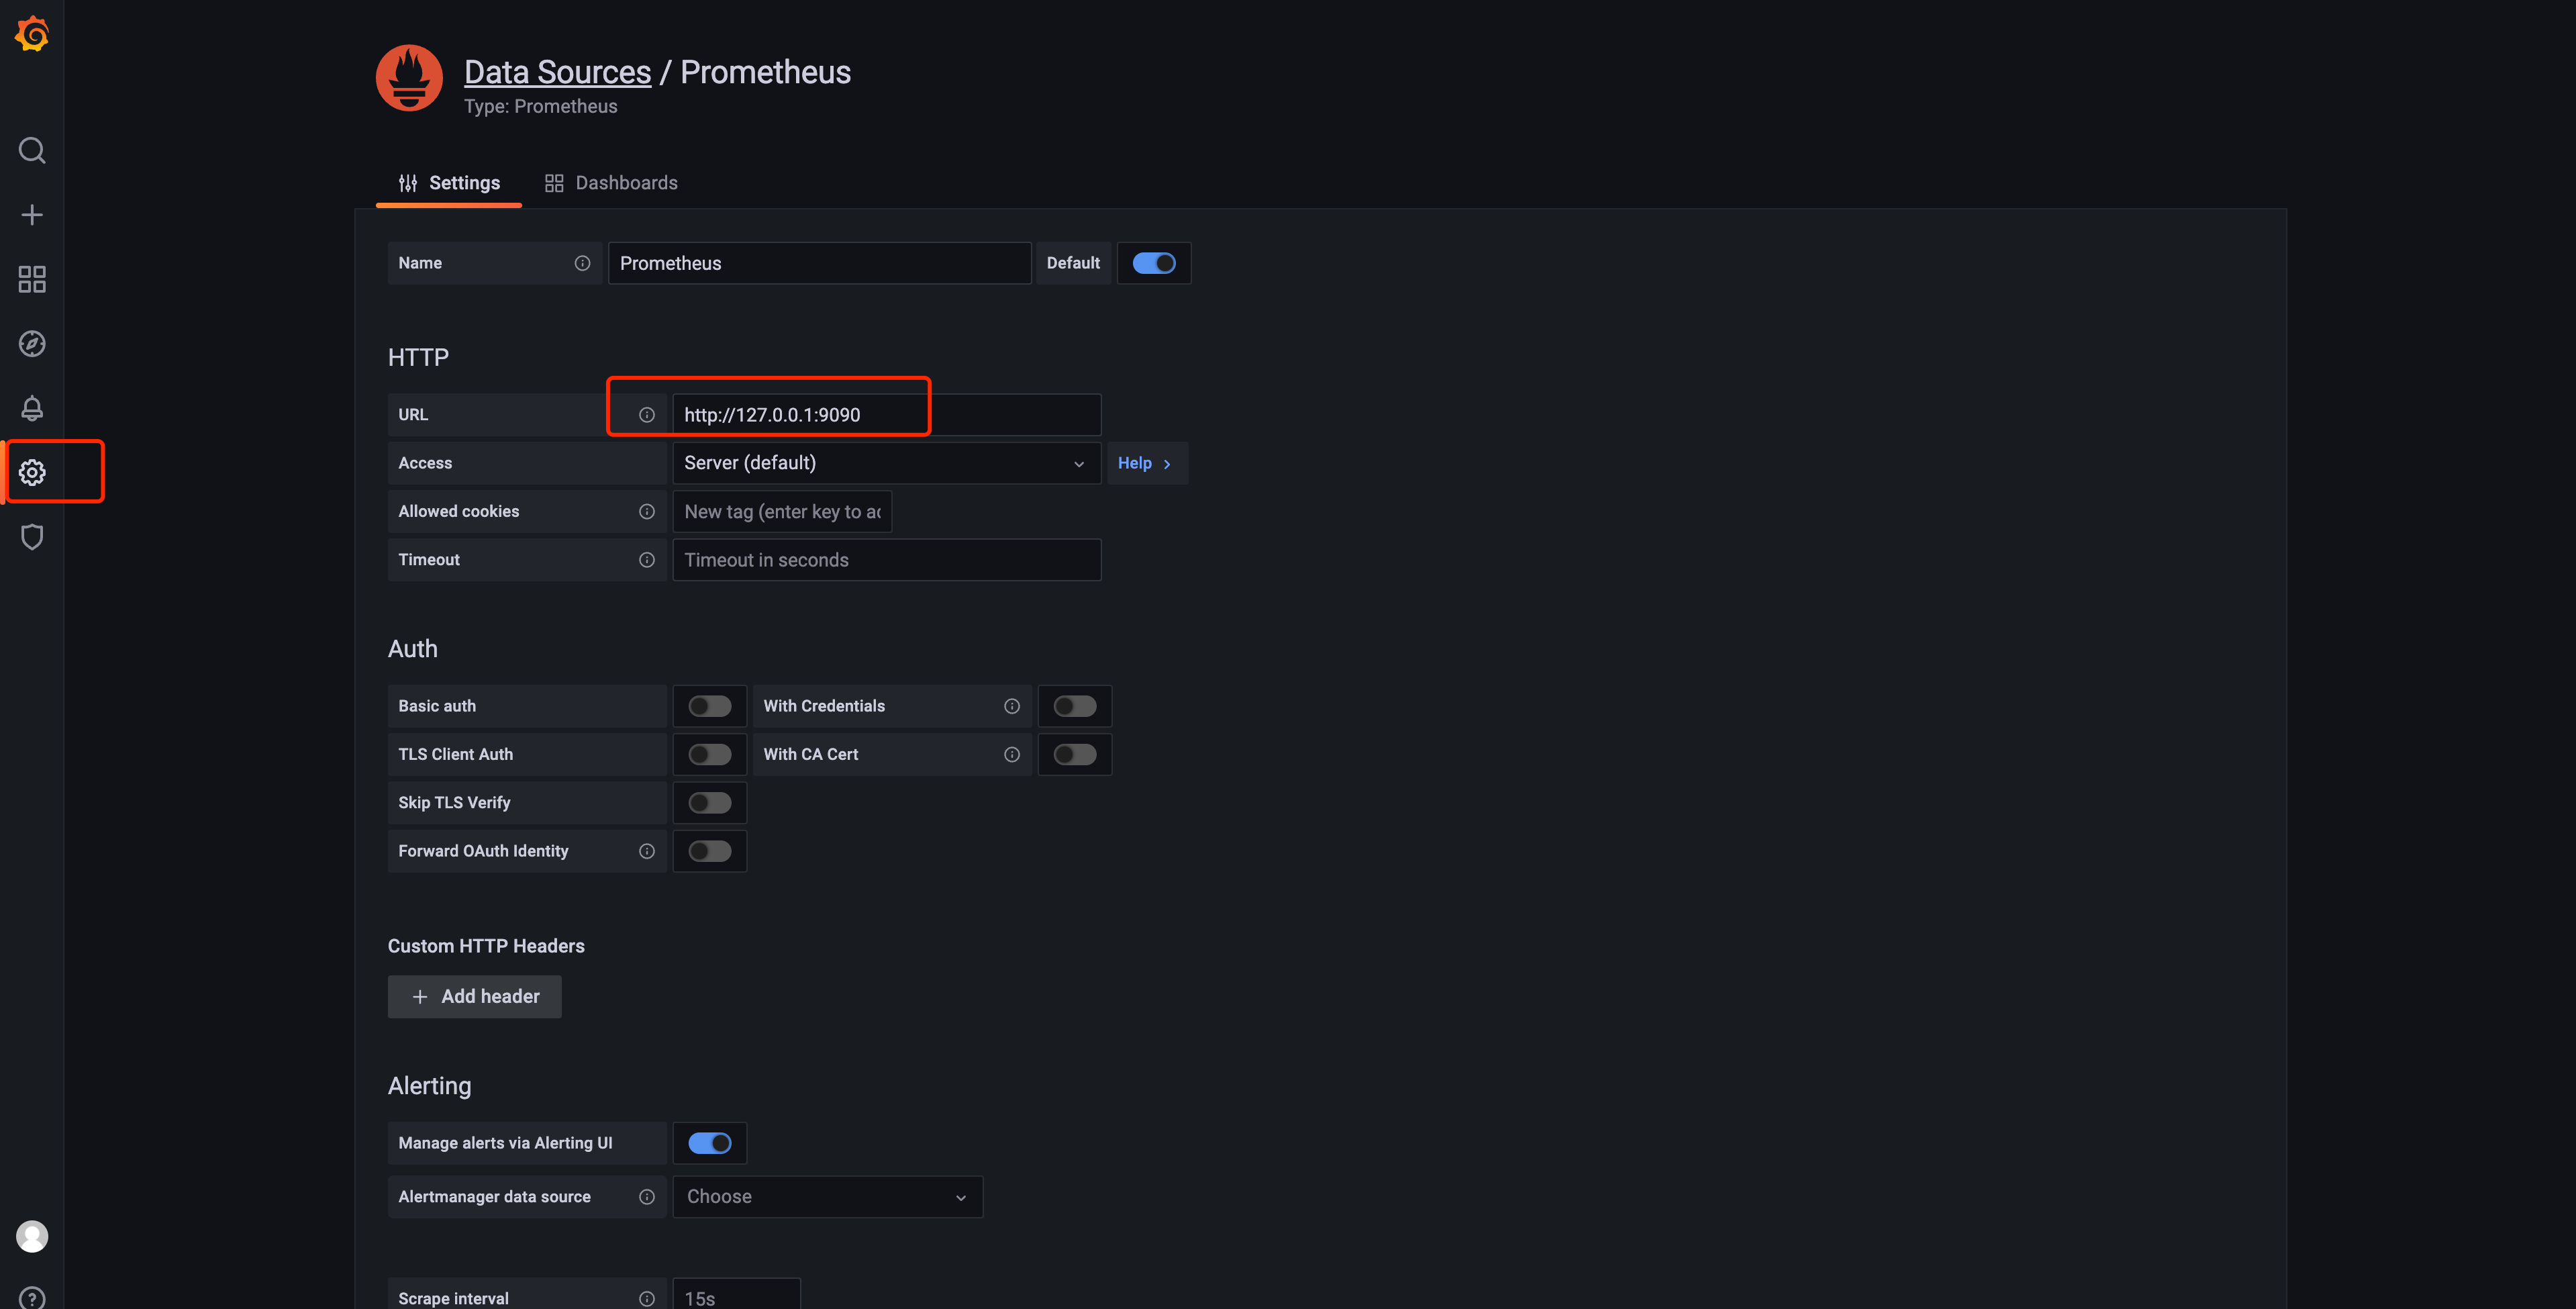 Data Sources / Prometheus
Type: Prometheus
Settings Dashboards
Name Prometheus Default
HTTP
URL http://127.0.0.1:9090
Access Server (default) Help
Allowed cookies New tag (enter key to ac
Timeout Timeout in seconds
Auth
Basic auth With Credentials
TLS Client Auth With CA Cert
Skip TLS Verify
Forward OAuth Identity
Custom HTTP Headers
Add header
Alerting
Manage alerts via Alerting UI
Alertmanager data source Choose
Scrape interval 15s